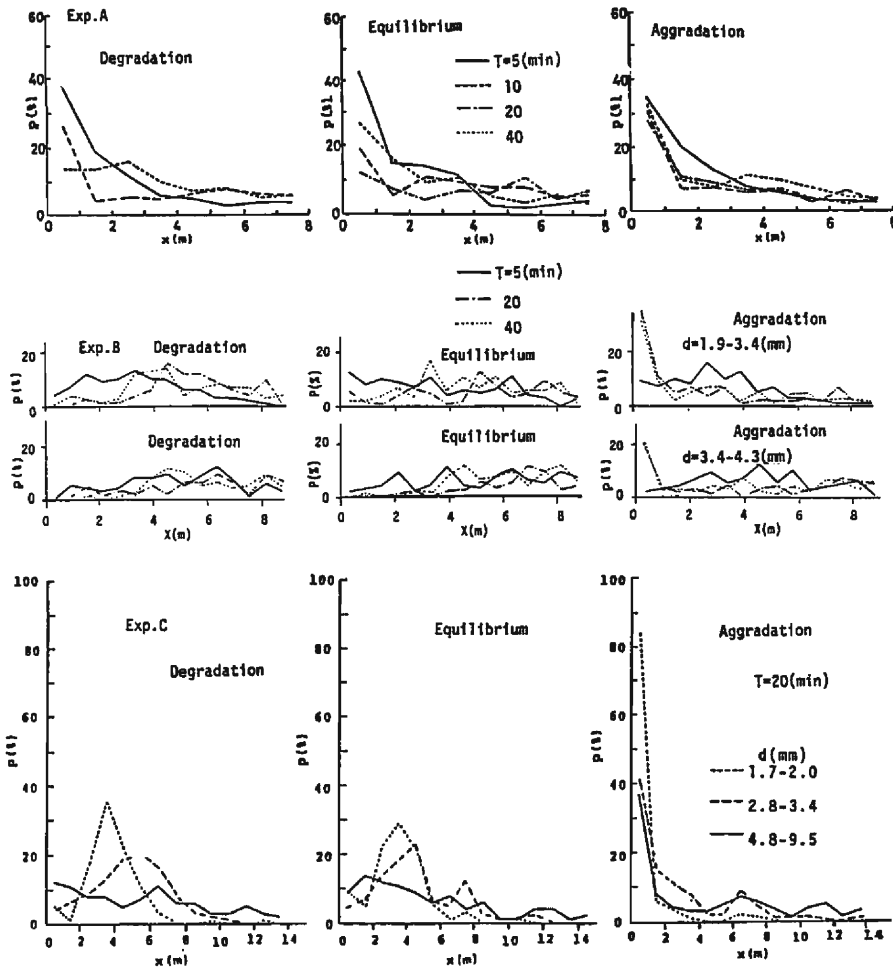 Exp.A
Degradation
60
40
20
0
P(%)
0 2 4 6 8
x(m)
Equilibrium
T=5(min)
10
20
40
60
40
20
0
P(%)
0 2 4 6 8
x(m)
Aggradation
60
40
20
0
P(%)
0 2 4 6 8
x(m)
T=5(min)
20
40
Exp.B Degradation
20
0
P(%)
Equilibrium
20
0
P(%)
Aggradation
d=1.9-3.4(mm)
20
0
P(%)
Degradation
20
0
P(%)
0 2 4 6 8
X(m)
Equilibrium
20
0
P(%)
0 2 4 6 8
X(m)
Aggradation
d=3.4-4.3(mm)
20
0
P(%)
0 2 4 6 8
X(m)
Exp.C
Degradation
100
80
60
40
20
0
P(%)
0 2 4 6 8 10 12 14
x(m)
Equilibrium
100
80
60
40
20
0
P(%)
0 2 4 6 8 10 12 14
x(m)
Aggradation
T=20(min)
d(mm)
1.7-2.0
2.8-3.4
4.8-9.5
100
80
60
40
20
0
P(%)
0 2 4 6 8 10 12 14
x(m)